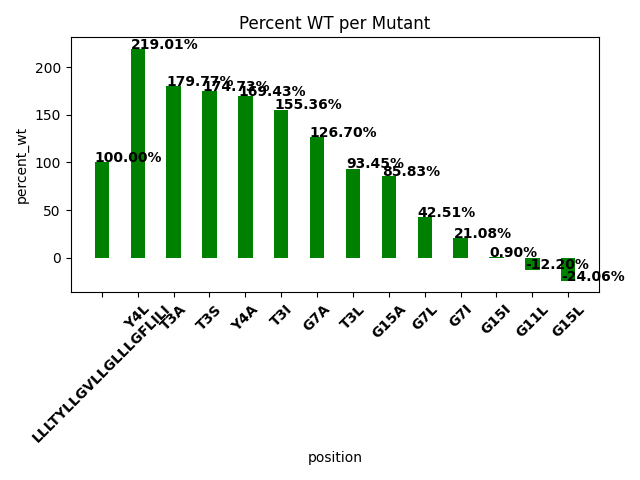 Percent WT per Mutant
percent_wt
200
150
100
50
0
100.00%
219.01%
179.77%
174.73%
169.43%
155.36%
126.70%
93.45%
85.83%
42.51%
21.08%
0.90%
-12.20%
-24.06%
LLLTYLLGVLLGLLLGFLILI
Y4L
T3A
T3S
Y4A
T3I
G7A
T3L
G15A
G7L
G7I
G15I
G11L
G15L
position